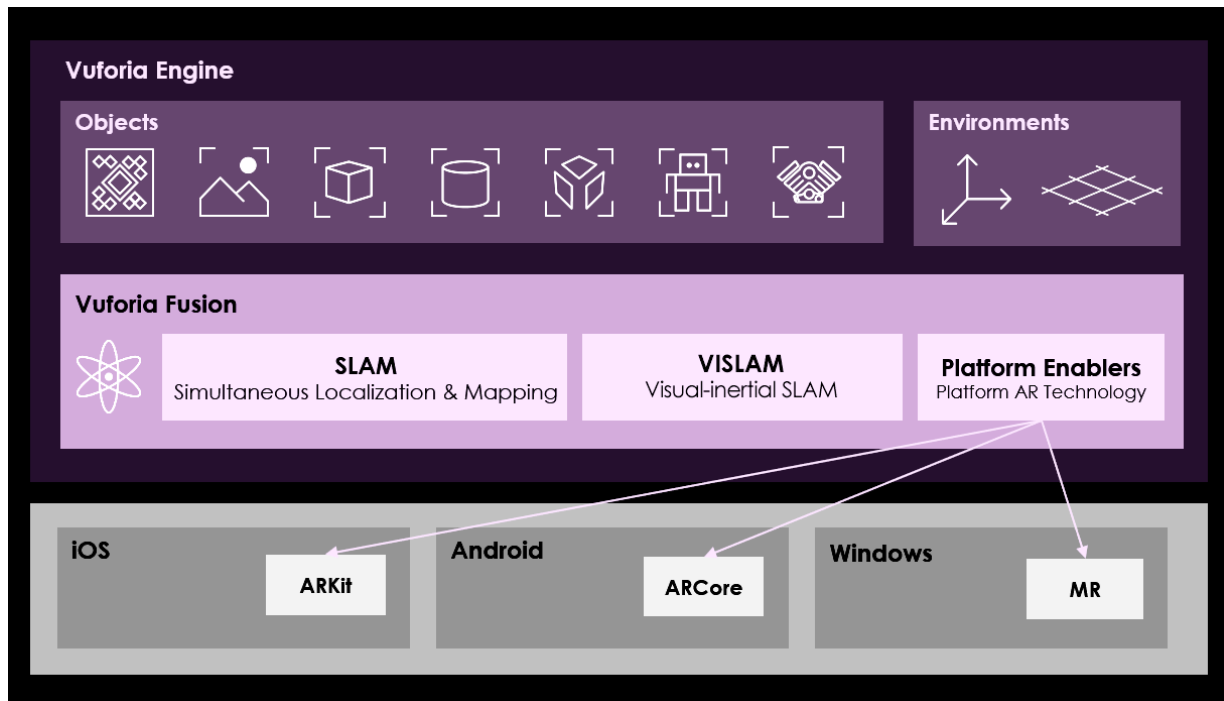 Vuforia Engine
Objects
Environments
Vuforia Fusion
SLAM
Simultaneous Localization & Mapping
VISLAM
Visual-inertial SLAM
Platform Enablers
Platform AR Technology
iOS
ARKit
Android
ARCore
Windows
MR